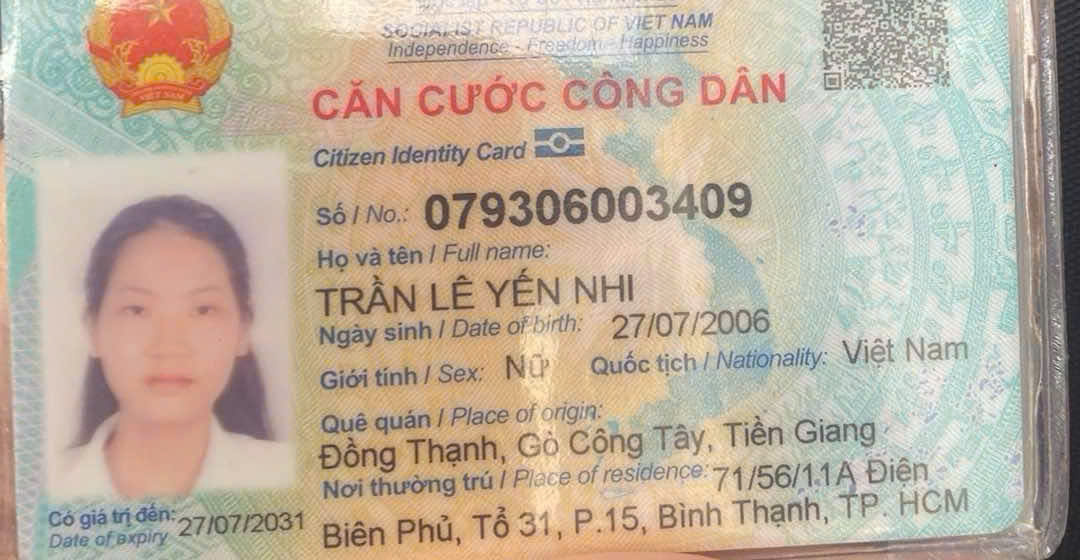 SOCIALIST REPUBLIC OF VIET NAM
Independence - Freedom - Happiness
CĂN CƯỚC CÔNG DÂN
Citizen Identity Card
Số / No.: 079306003409
Họ và tên / Full name:
TRẦN LÊ YẾN NHI
Ngày sinh / Date of birth: 27/07/2006
Giới tính / Sex: Nữ Quốc tịch / Nationality: Việt Nam
Quê quán / Place of origin:
Đồng Thạnh, Gò Công Tây, Tiền Giang
Nơi thường trú / Place of residence: 71/56/11A Điện
Biên Phủ, Tổ 31, P.15, Bình Thạnh, TP. HCM
Có giá trị đến: 27/07/2031
Date of expiry
VIỆT NAM